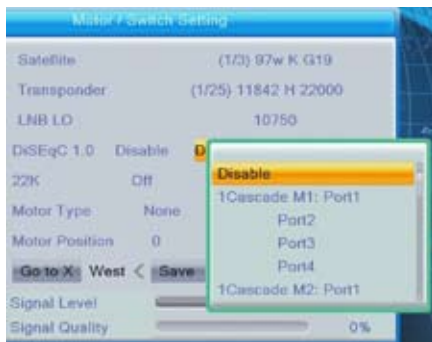 Motor / Switch Setting
Satellite (1/3) 97w K G19
Transponder (1/25) 11842 H 22000
LNB LO 10750
DiSEqC 1.0 Disable D
22K Off
Motor Type None
Motor Position 0
Go to X West < Save
Signal Level
Signal Quality 0%
Disable
1Cascade M1: Port1
Port2
Port3
Port4
1Cascade M2: Port1